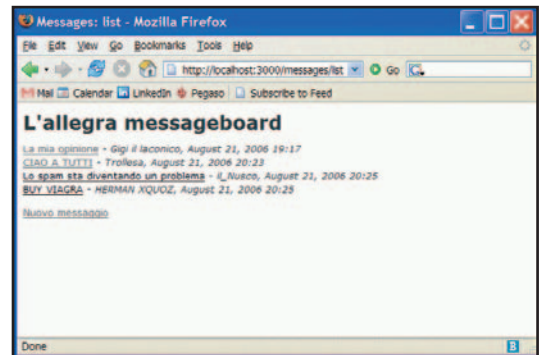 Messages: list - Mozilla Firefox
File Edit View Go Bookmarks Tools Help
http://localhost:3000/messages/list Go
Mail Calendar LinkedIn Pegaso Subscribe to Feed
L'allegra messageboard
La mia opinione - Gigi il laconico, August 21, 2006 19:17
CIAO A TUTTI - Trollesa, August 21, 2006 20:23
Lo spam sta diventando un problema - il_Nusco, August 21, 2006 20:25
BUY VIAGRA - HERMAN XQUOZ, August 21, 2006 20:25
Nuovo messaggio
Done